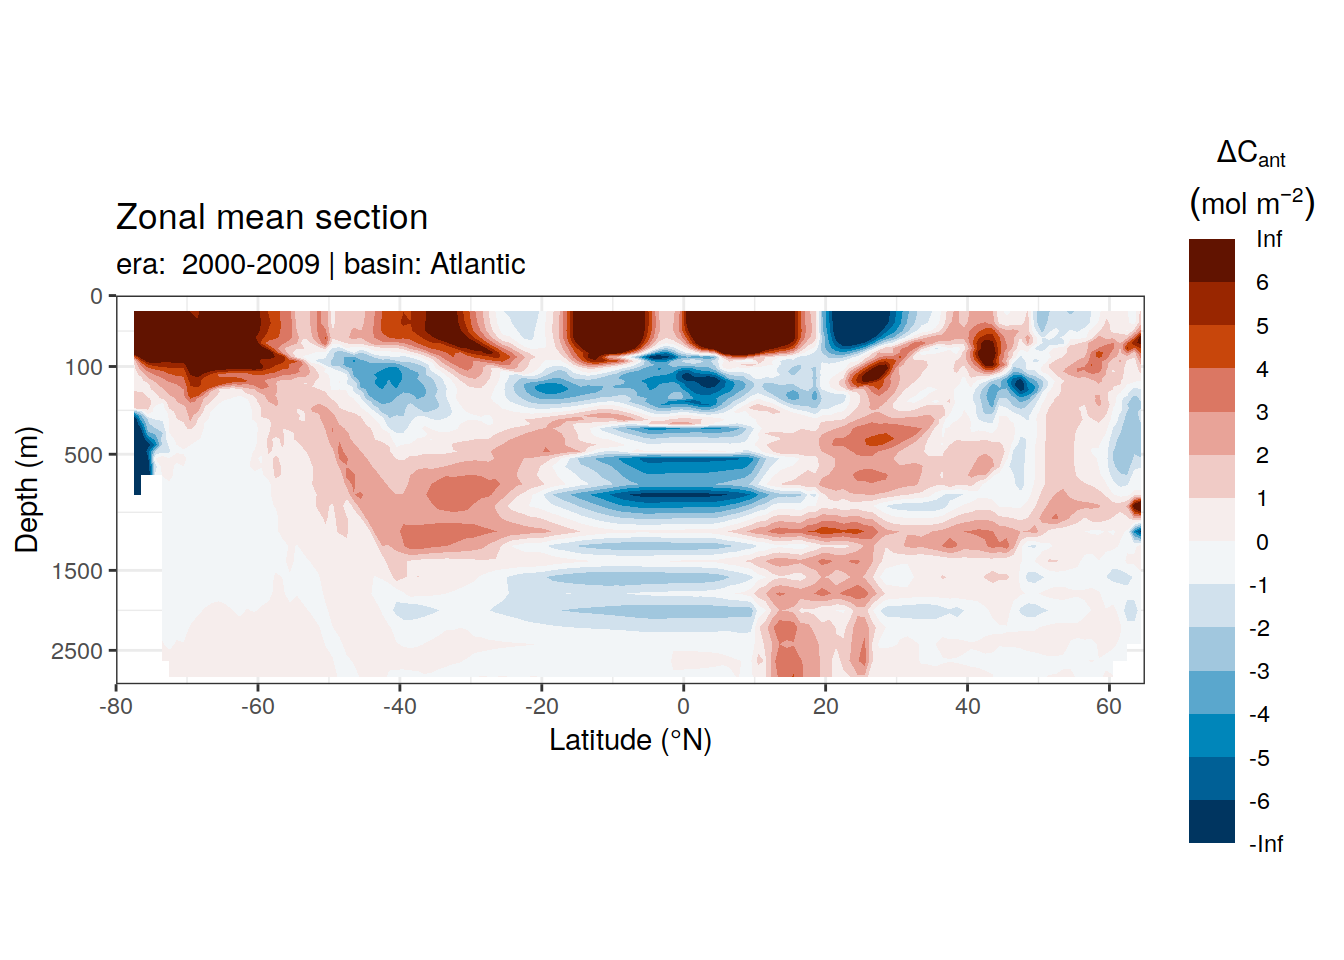 Zonal mean section
era:  2000-2009 | basin: Atlantic
ΔCant
(mol m−2)
Inf
6
5
4
3
2
1
0
-1
-2
-3
-4
-5
-6
-Inf
Depth (m)
0
100
500
1500
2500
-80 -60 -40 -20 0 20 40 60
Latitude (°N)